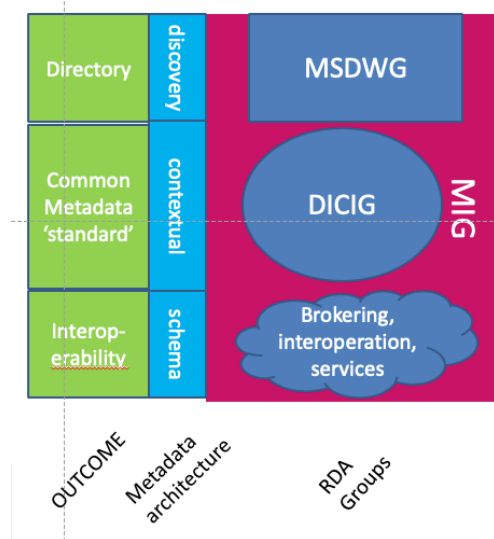 Directory
discovery
MSDWG
Common
Metadata
‘standard’
contextual
DICIG
MIG
Interop-
erability
schema
Brokering,
interoperation,
services
OUTCOME
Metadata
architecture
RDA
Groups